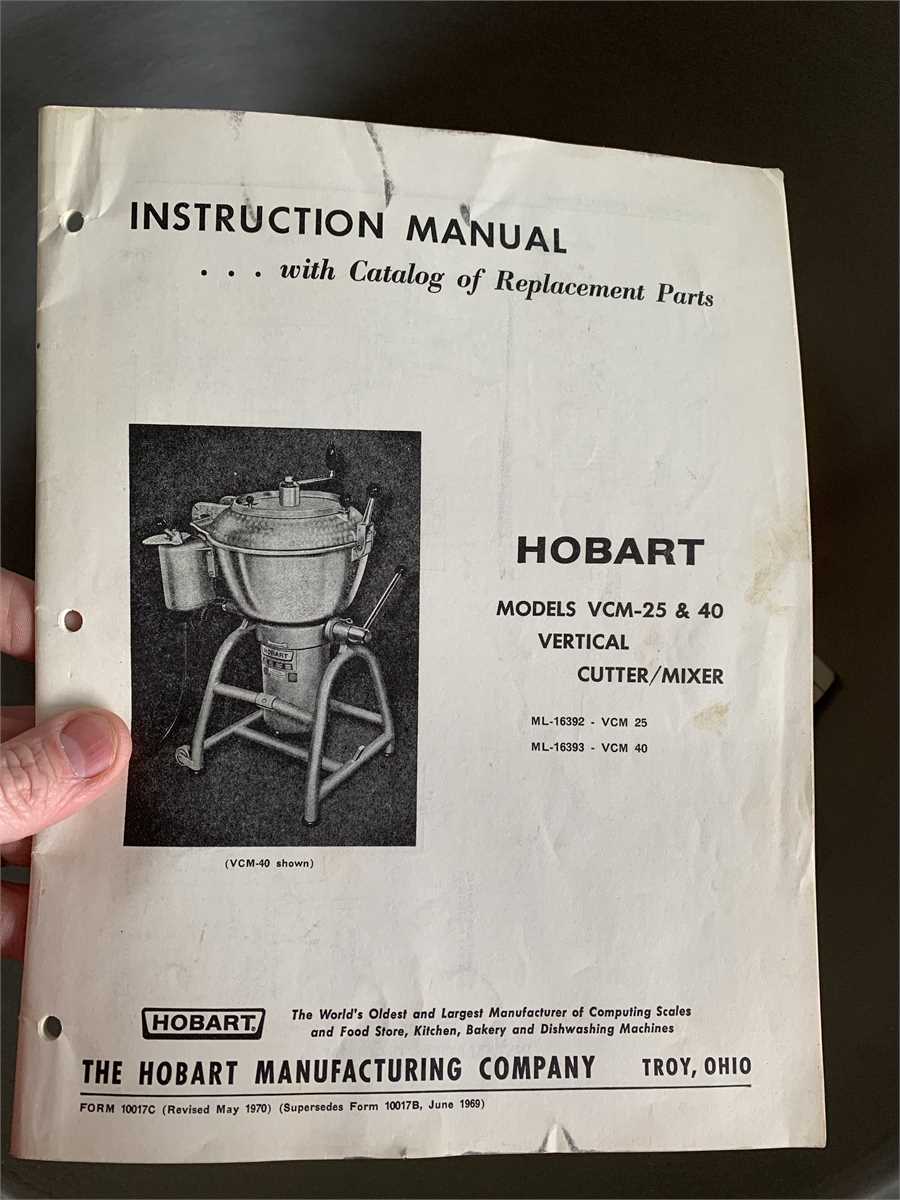 INSTRUCTION MANUAL
. . . with Catalog of Replacement Parts
HOBART
MODELS VCM-25 & 40
VERTICAL
CUTTER/MIXER
ML-16392 - VCM 25
ML-16393 - VCM 40
HOBART
(VCM-40 shown)
HOBART
The World's Oldest and Largest Manufacturer of Computing Scales
and Food Store, Kitchen, Bakery and Dishwashing Machines
THE HOBART MANUFACTURING COMPANY TROY, OHIO
FORM 10017C (Revised May 1970) (Supersedes Form 10017B, June 1969)